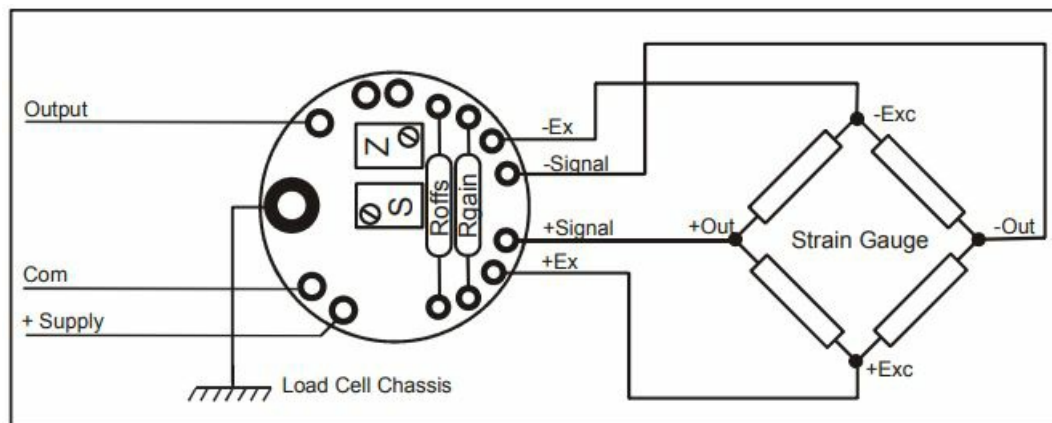 Output
Com
+ Supply
Load Cell Chassis
Z
S
Roffs
Rgain
-Ex
-Signal
+Signal
+Ex
-Exc
+Out
Strain Gauge
-Out
+Exc